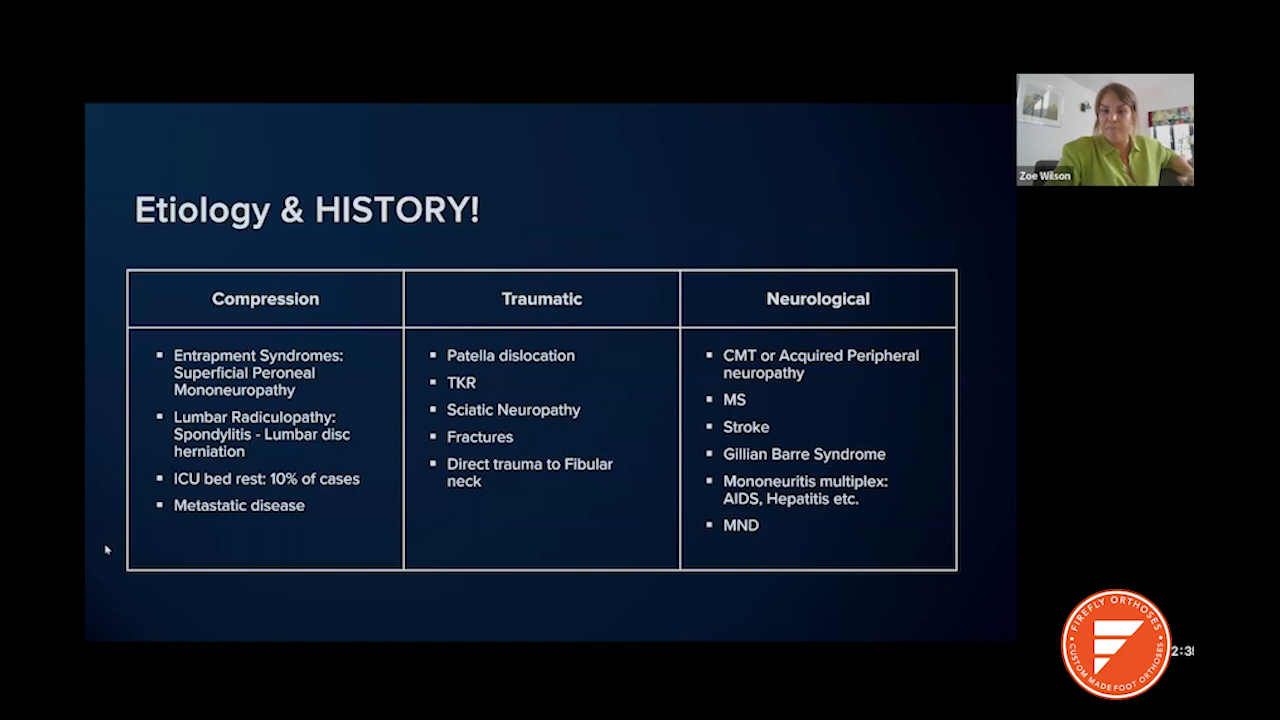 Zoe Wilson
Etiology & HISTORY!
Compression
Entrapment Syndromes:
Superficial Peroneal
Mononeuropathy
Lumbar Radiculopathy:
Spondylitis - Lumbar disc
herniation
ICU bed rest: 10% of cases
Metastatic disease
Traumatic
Patella dislocation
TKR
Sciatic Neuropathy
Fractures
Direct trauma to Fibular
neck
Neurological
CMT or Acquired Peripheral
neuropathy
MS
Stroke
Gillian Barre Syndrome
Mononeuritis multiplex:
AIDS, Hepatitis etc.
MND
FIREFLY ORTHOSES
CUSTOM MADE FOOT ORTHOSES